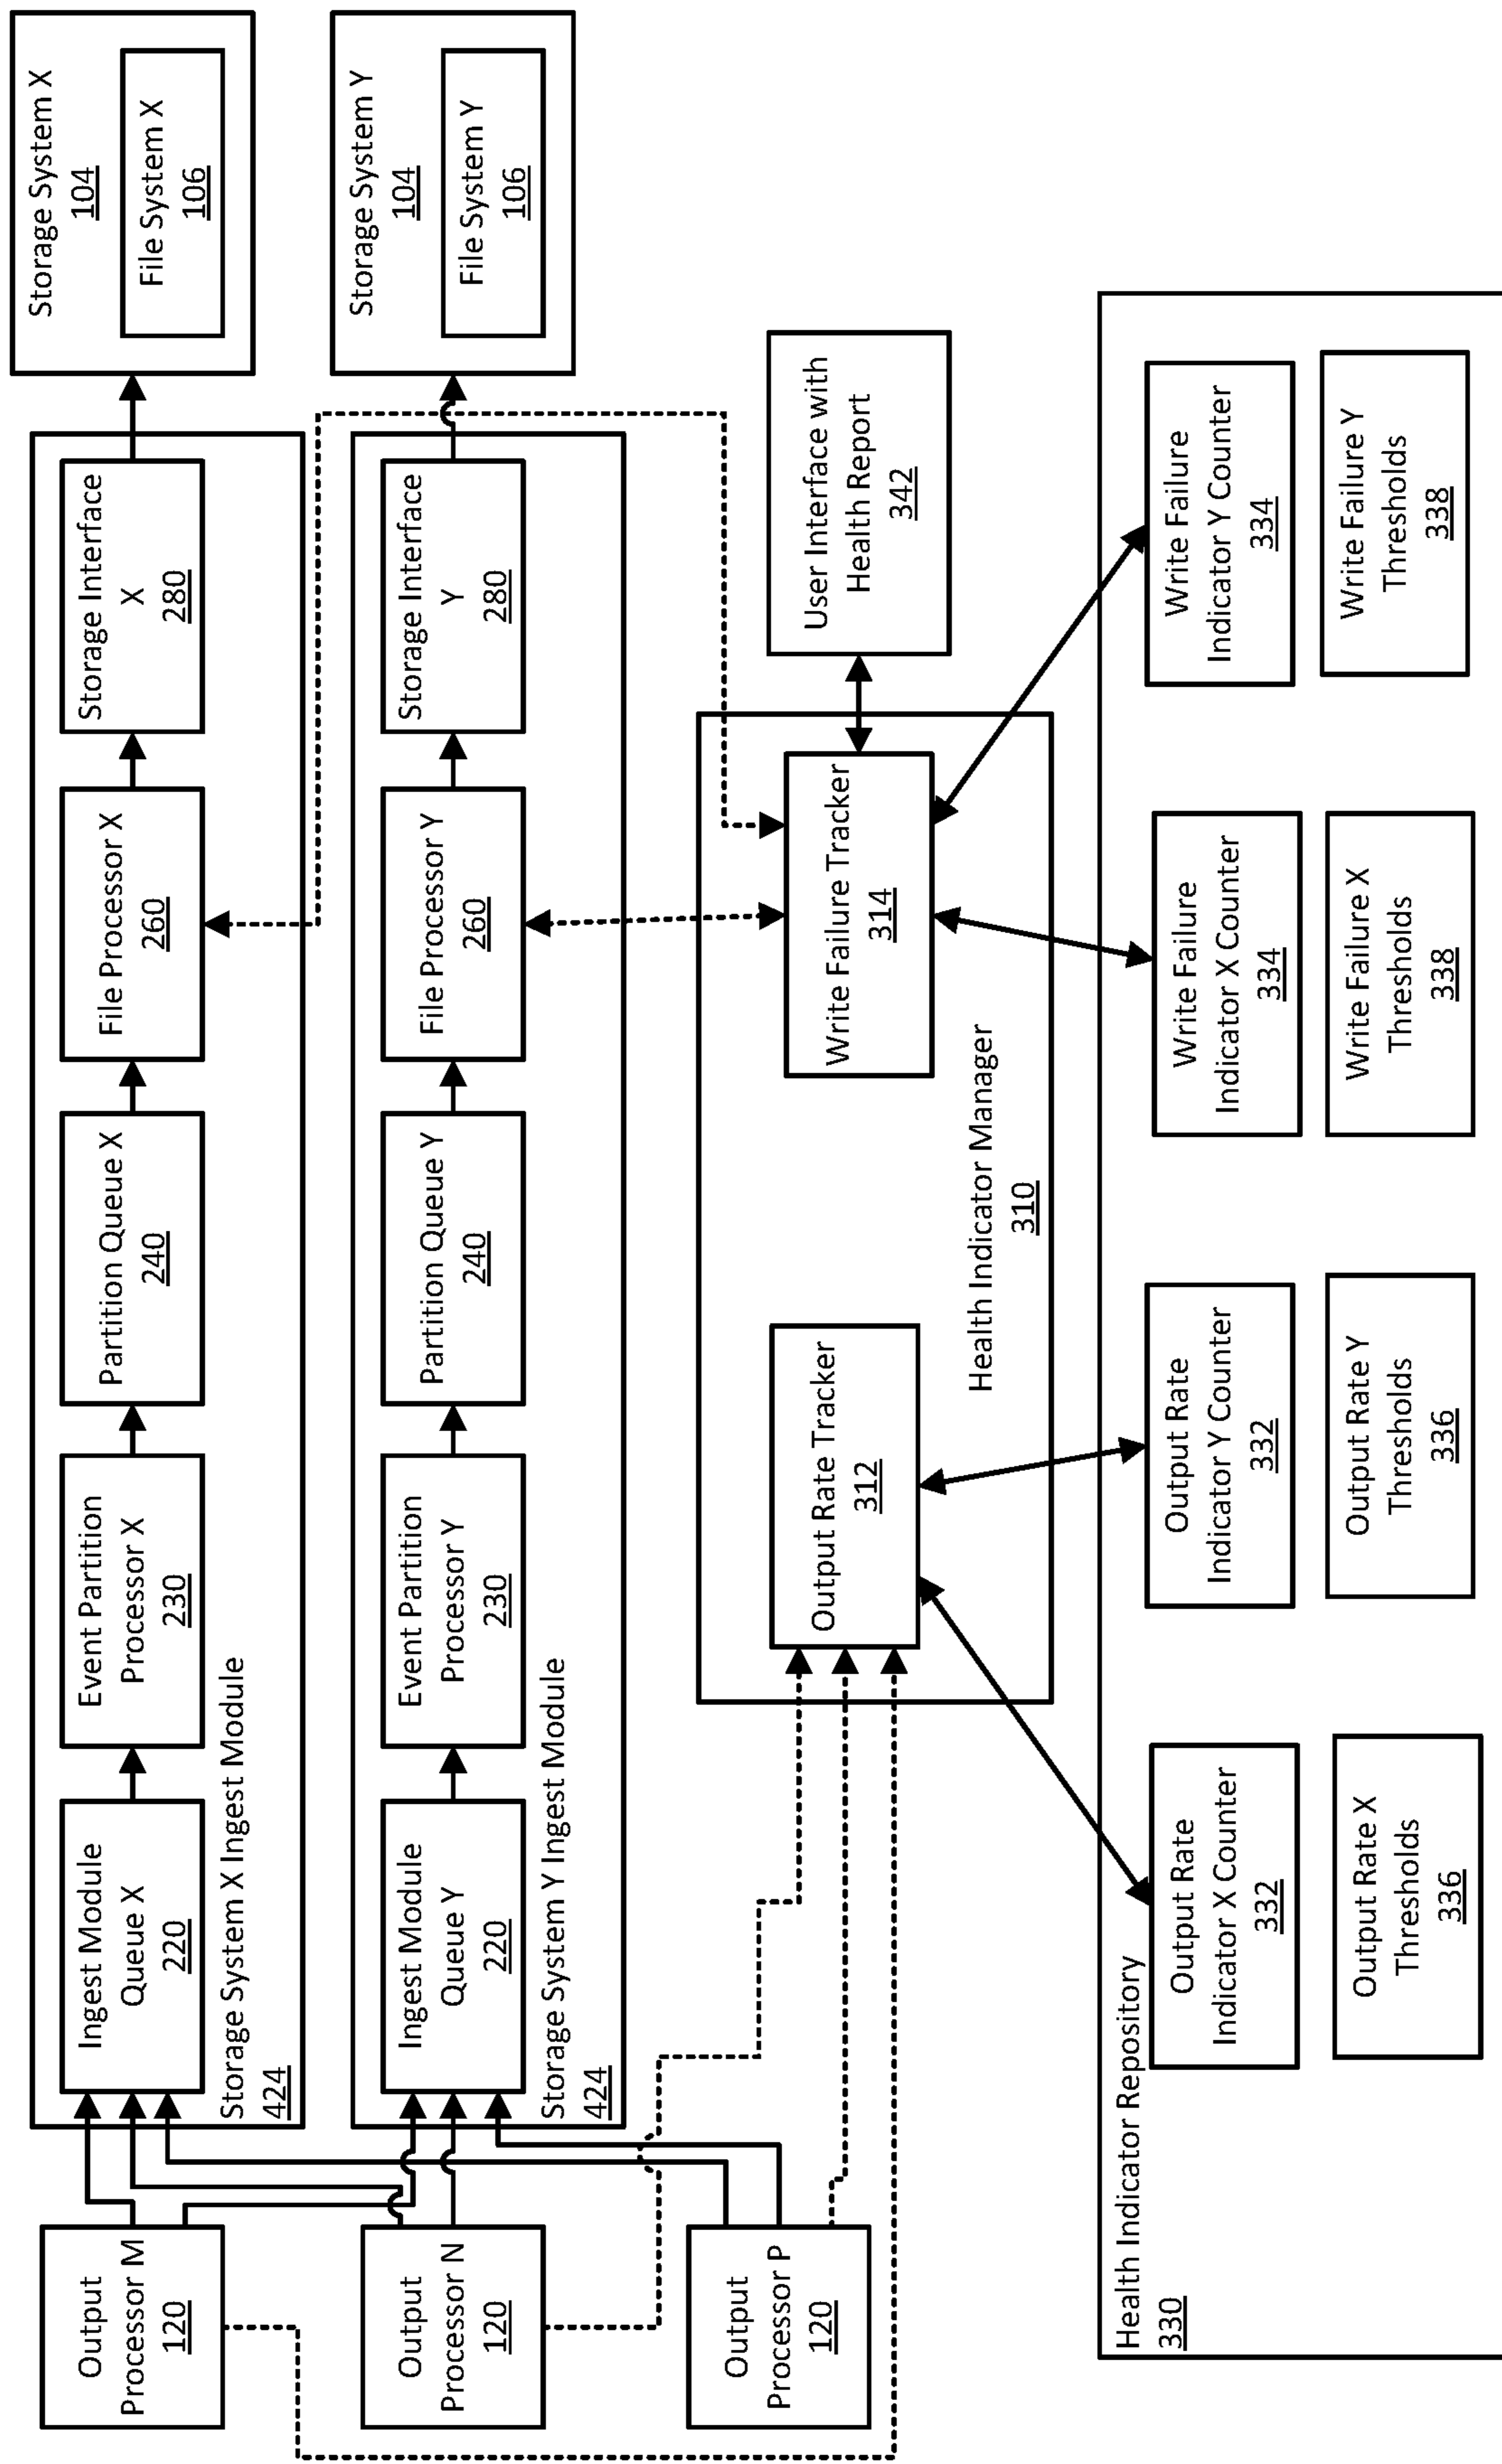 Output
Processor M
120
Ingest Module
Queue X
220
Event Partition
Processor X
230
Partition Queue X
240
File Processor X
260
Storage Interface
X
280
Storage System X Ingest Module
424
Storage System X
104
File System X
106
Output
Processor N
120
Ingest Module
Queue Y
220
Event Partition
Processor Y
230
Partition Queue Y
240
File Processor Y
260
Storage Interface
Y
280
Storage System Y Ingest Module
424
Storage System Y
104
File System Y
106
Output
Processor P
120
Output Rate Tracker
312
Write Failure Tracker
314
Health Indicator Manager
310
User Interface with
Health Report
342
Health Indicator Repository
330
Output Rate
Indicator X Counter
332
Output Rate
Indicator Y Counter
332
Write Failure
Indicator X Counter
334
Write Failure
Indicator Y Counter
334
Output Rate X
Thresholds
336
Output Rate Y
Thresholds
336
Write Failure X
Thresholds
338
Write Failure Y
Thresholds
338